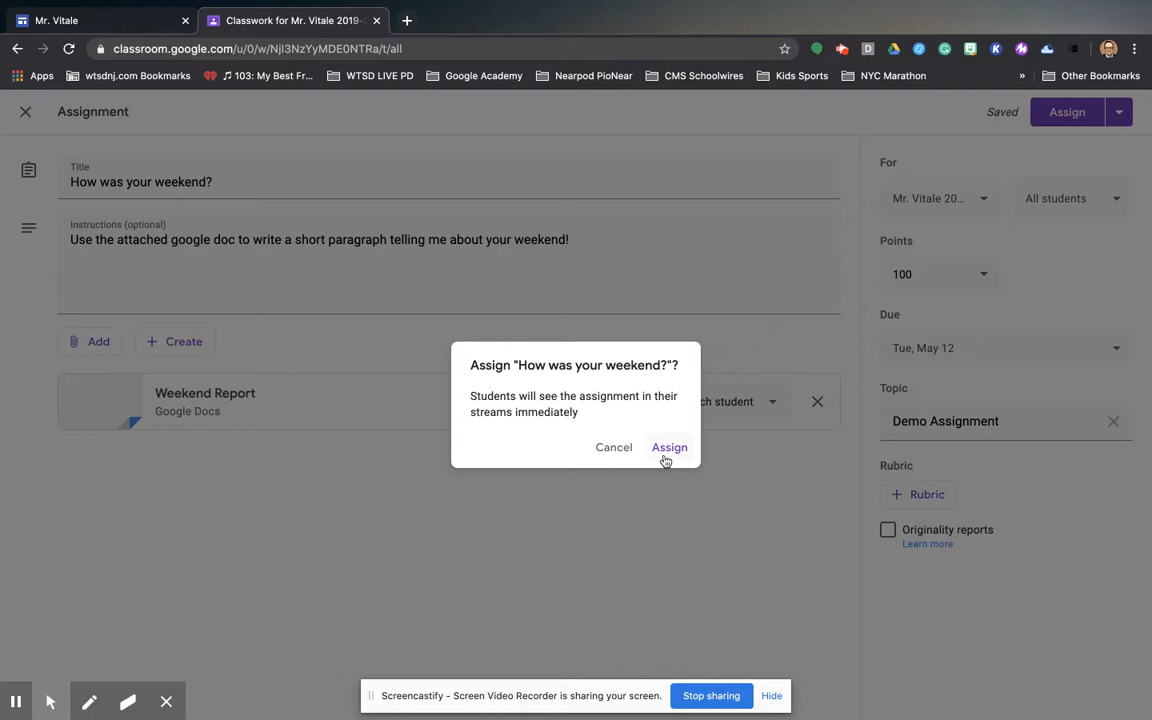 Mr. Vitale
Classwork for Mr. Vitale 2019-
classroom.google.com/u/0/w/NjI3NzYyMDE0NTRa/t/all
Apps
wtsdnj.com Bookmarks
103: My Best Fr...
WTSD LIVE PD
Google Academy
Nearpod PioNear
CMS Schoolwires
Kids Sports
NYC Marathon
»
Other Bookmarks
Assignment
Saved
Assign
Title
How was your weekend?
Instructions (optional)
Use the attached google doc to write a short paragraph telling me about your weekend!
Add
Create
Weekend Report
Google Docs
ch student
For
Mr. Vitale 20...
All students
Points
100
Due
Tue, May 12
Topic
Demo Assignment
Rubric
+ Rubric
Originality reports
Learn more
Assign "How was your weekend?"?
Students will see the assignment in their
streams immediately
Cancel
Assign
Screencastify - Screen Video Recorder is sharing your screen.
Stop sharing
Hide